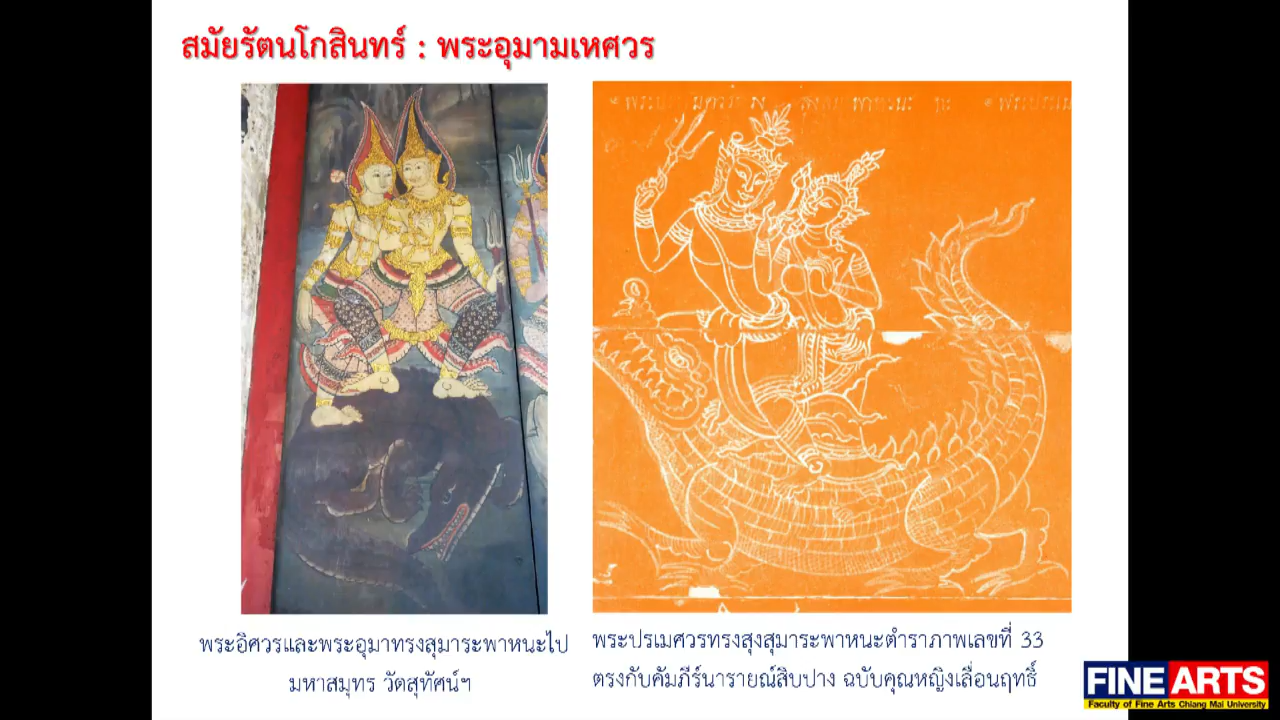 สมัยรัตนโกสินทร์ : พระอุมามเหศวร
พระอิศวรและพระอุมาทรงสุมาระพาหนะไป
มหาสมุทร วัดสุทัศน์ฯ
พระปรเมศวรทรงสุงสุมาระพาหนะตำราภาพเลขที่ 33
ตรงกับคัมภีร์นารายณ์สิบปาง ฉบับคุณหญิงเลื่อนฤทธิ์
FINE ARTS
Faculty of Fine Arts Chiang Mai University